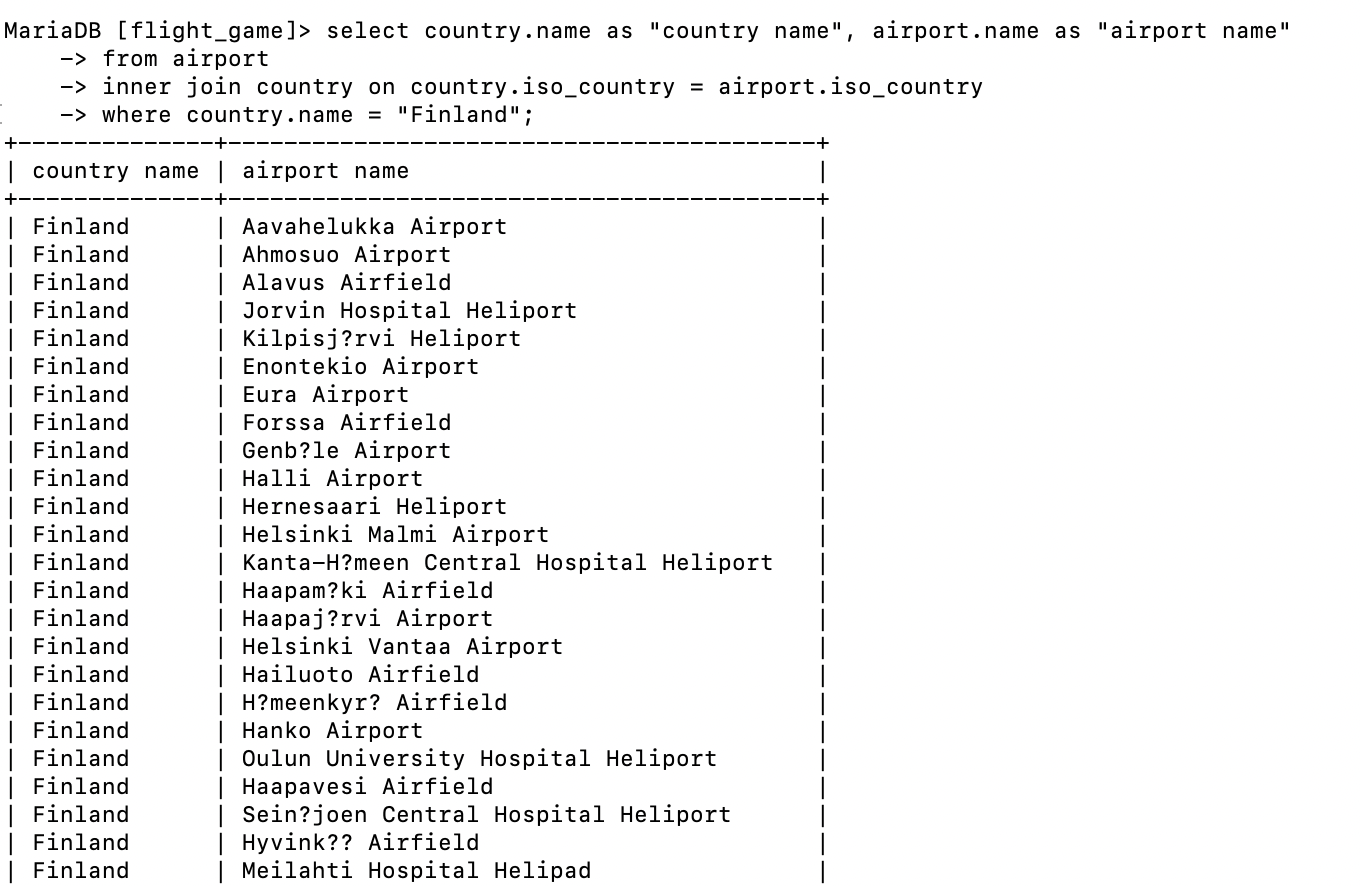 MariaDB [flight_game]> select country.name as "country name", airport.name as "airport name"
    -> from airport
    -> inner join country on country.iso_country = airport.iso_country
    -> where country.name = "Finland";
+--------------+------------------------------------------+
| country name | airport name                             |
+--------------+------------------------------------------+
| Finland      | Aavahelukka Airport                      |
| Finland      | Ahmosuo Airport                          |
| Finland      | Alavus Airfield                          |
| Finland      | Jorvin Hospital Heliport                 |
| Finland      | Kilpisj?rvi Heliport                     |
| Finland      | Enontekio Airport                        |
| Finland      | Eura Airport                             |
| Finland      | Forssa Airfield                          |
| Finland      | Genb?le Airport                          |
| Finland      | Halli Airport                            |
| Finland      | Hernesaari Heliport                      |
| Finland      | Helsinki Malmi Airport                   |
| Finland      | Kanta-H?meen Central Hospital Heliport   |
| Finland      | Haapam?ki Airfield                       |
| Finland      | Haapaj?rvi Airport                       |
| Finland      | Helsinki Vantaa Airport                  |
| Finland      | Hailuoto Airfield                        |
| Finland      | H?meenkyr? Airfield                      |
| Finland      | Hanko Airport                            |
| Finland      | Oulun University Hospital Heliport       |
| Finland      | Haapavesi Airfield                       |
| Finland      | Sein?joen Central Hospital Heliport      |
| Finland      | Hyvink?? Airfield                        |
| Finland      | Meilahti Hospital Helipad                |